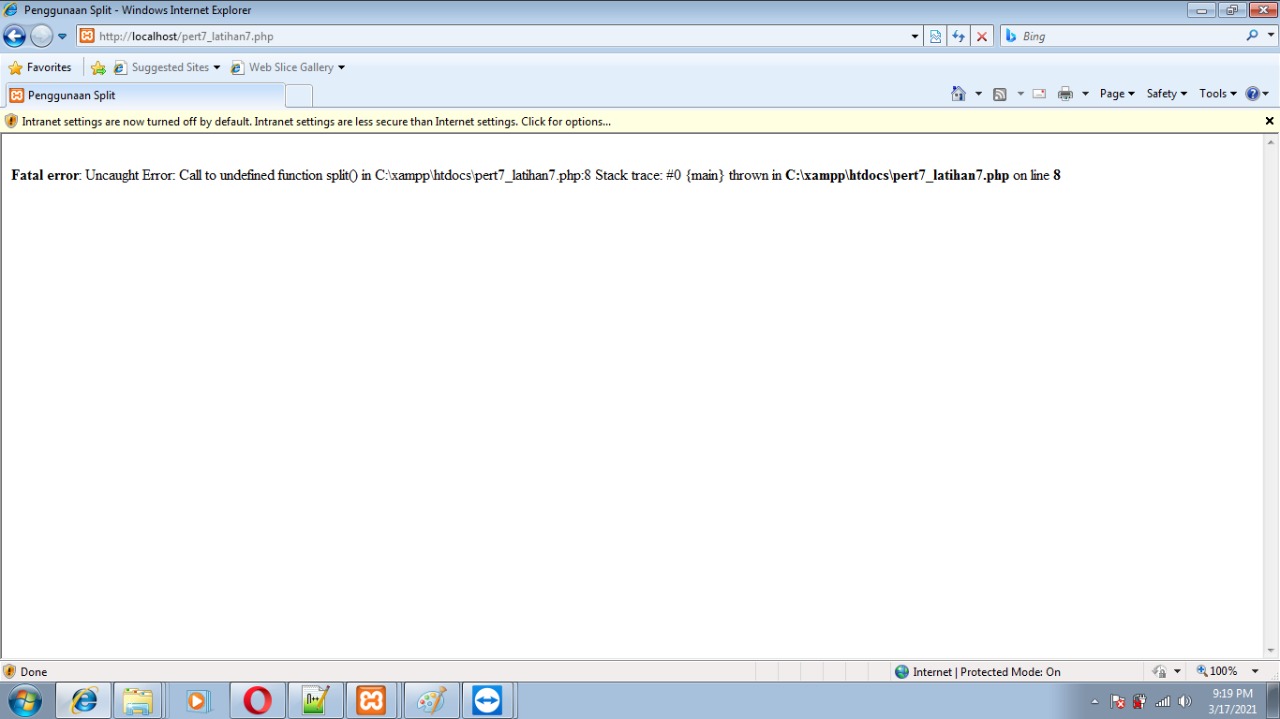 Penggunaan Split - Windows Internet Explorer
http://localhost/pert7_latihan7.php
Bing
Favorites
Suggested Sites
Web Slice Gallery
Penggunaan Split
Page
Safety
Tools
Intranet settings are now turned off by default. Intranet settings are less secure than Internet settings. Click for options...
Fatal error: Uncaught Error: Call to undefined function split() in C:\xampp\htdocs\pert7_latihan7.php:8 Stack trace: #0 {main} thrown in C:\xampp\htdocs\pert7_latihan7.php on line 8
Done
Internet | Protected Mode: On
100%
9:19 PM
3/17/2021